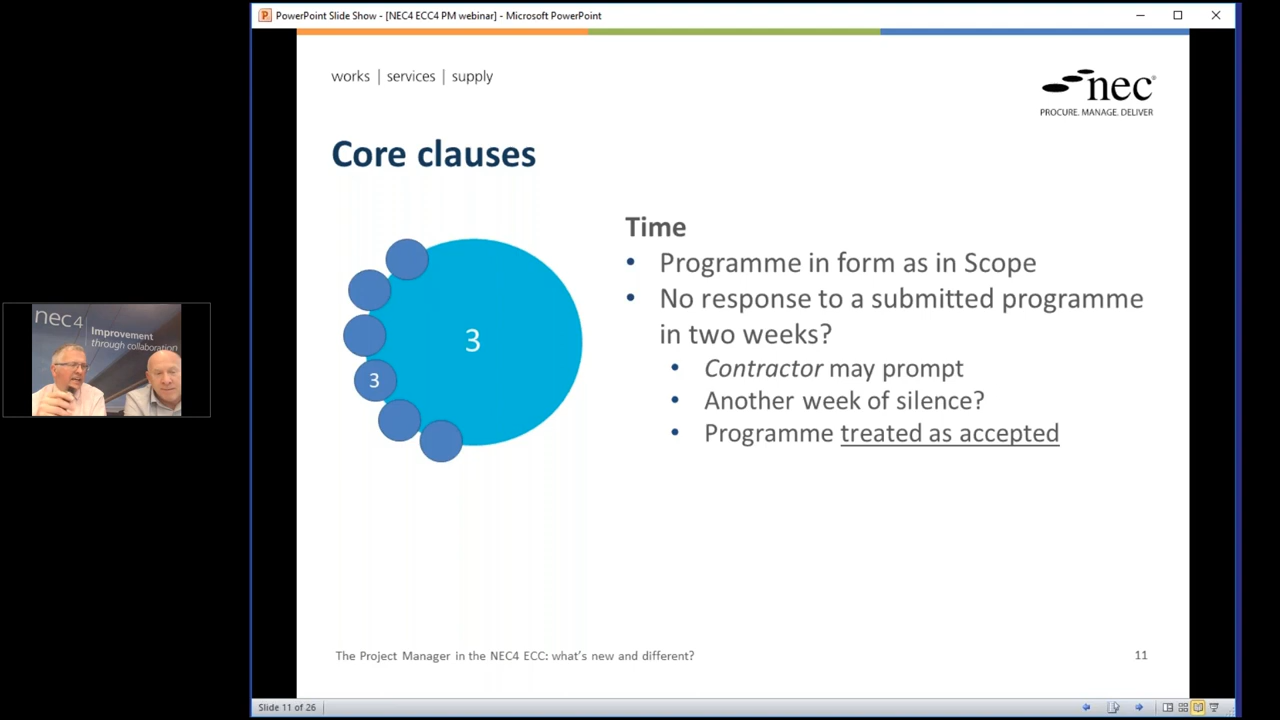 PowerPoint Slide Show - [NEC4 ECC4 PM webinar] - Microsoft PowerPoint
works | services | supply
nec®
PROCURE. MANAGE. DELIVER
Core clauses
3
3
Time
• Programme in form as in Scope
• No response to a submitted programme
in two weeks?
• Contractor may prompt
• Another week of silence?
• Programme treated as accepted
nec4
Improvement
through collaboration
The Project Manager in the NEC4 ECC: what's new and different?
11
Slide 11 of 26